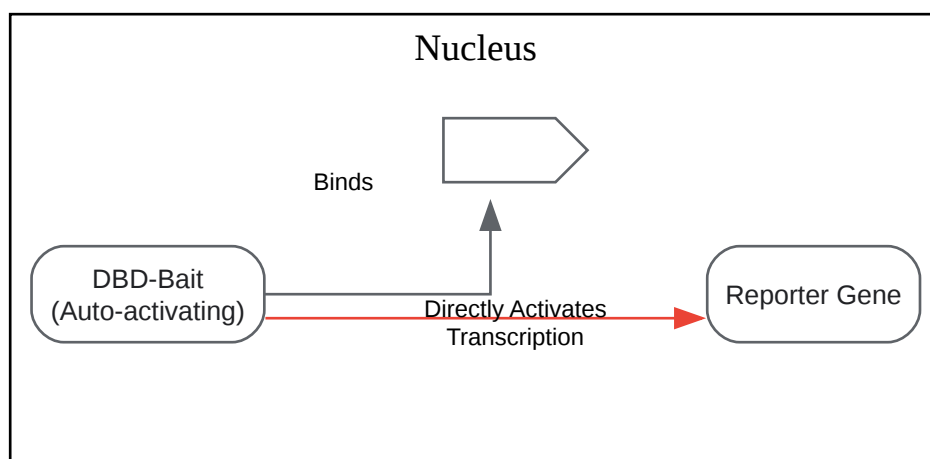 Nucleus
Binds
DBD-Bait
(Auto-activating)
Directly Activates
Transcription
Reporter Gene